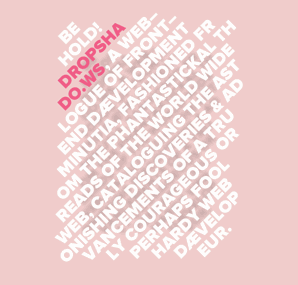 BE
HOLD!
DROPSHA
DO.WS, A WEB–
LOGUE OF FRONT–
END DÆVELOPMENT
MINUTIA, FASHIONED FR
OM THE PHANTASTICKAL TH
READS OF THE WORLD WIDE
WEB; CATALOGUING THE AST
ONISHING DISCOVERIES & AD
VANCEMENTS OF A TRU
LY COURAGEOUS OR
PERHAPS FOOL
HARDY WEB
DÆVELOP
EUR.